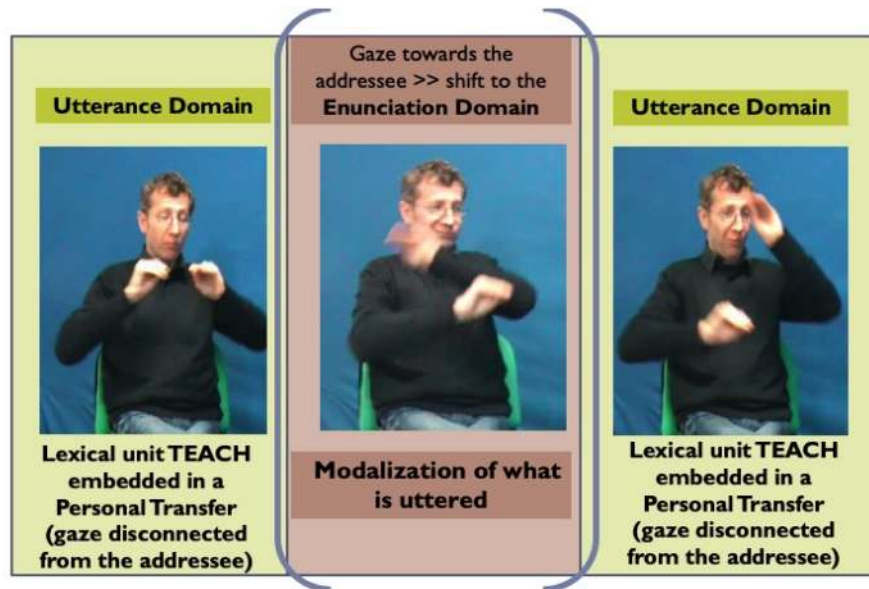 Utterance Domain
Lexical unit TEACH
embedded in a
Personal Transfer
(gaze disconnected
from the addressee)
Gaze towards the
addressee >> shift to the
Enunciation Domain
Modalization of what
is uttered
Utterance Domain
Lexical unit TEACH
embedded in a
Personal Transfer
(gaze disconnected
from the addressee)